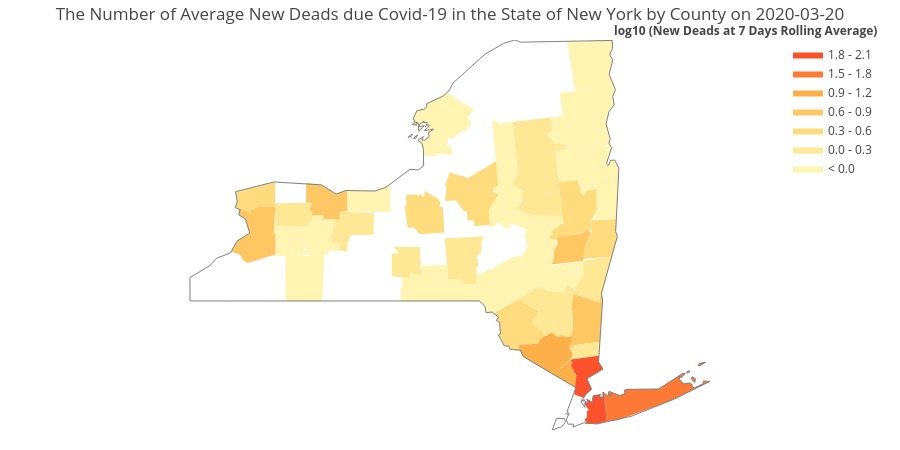 The Number of Average New Deads due Covid-19 in the State of New York by County on 2020-03-20
log10 (New Deads at 7 Days Rolling Average)
1.8 - 2.1
1.5 - 1.8
0.9 - 1.2
0.6 - 0.9
0.3 - 0.6
0.0 - 0.3
< 0.0